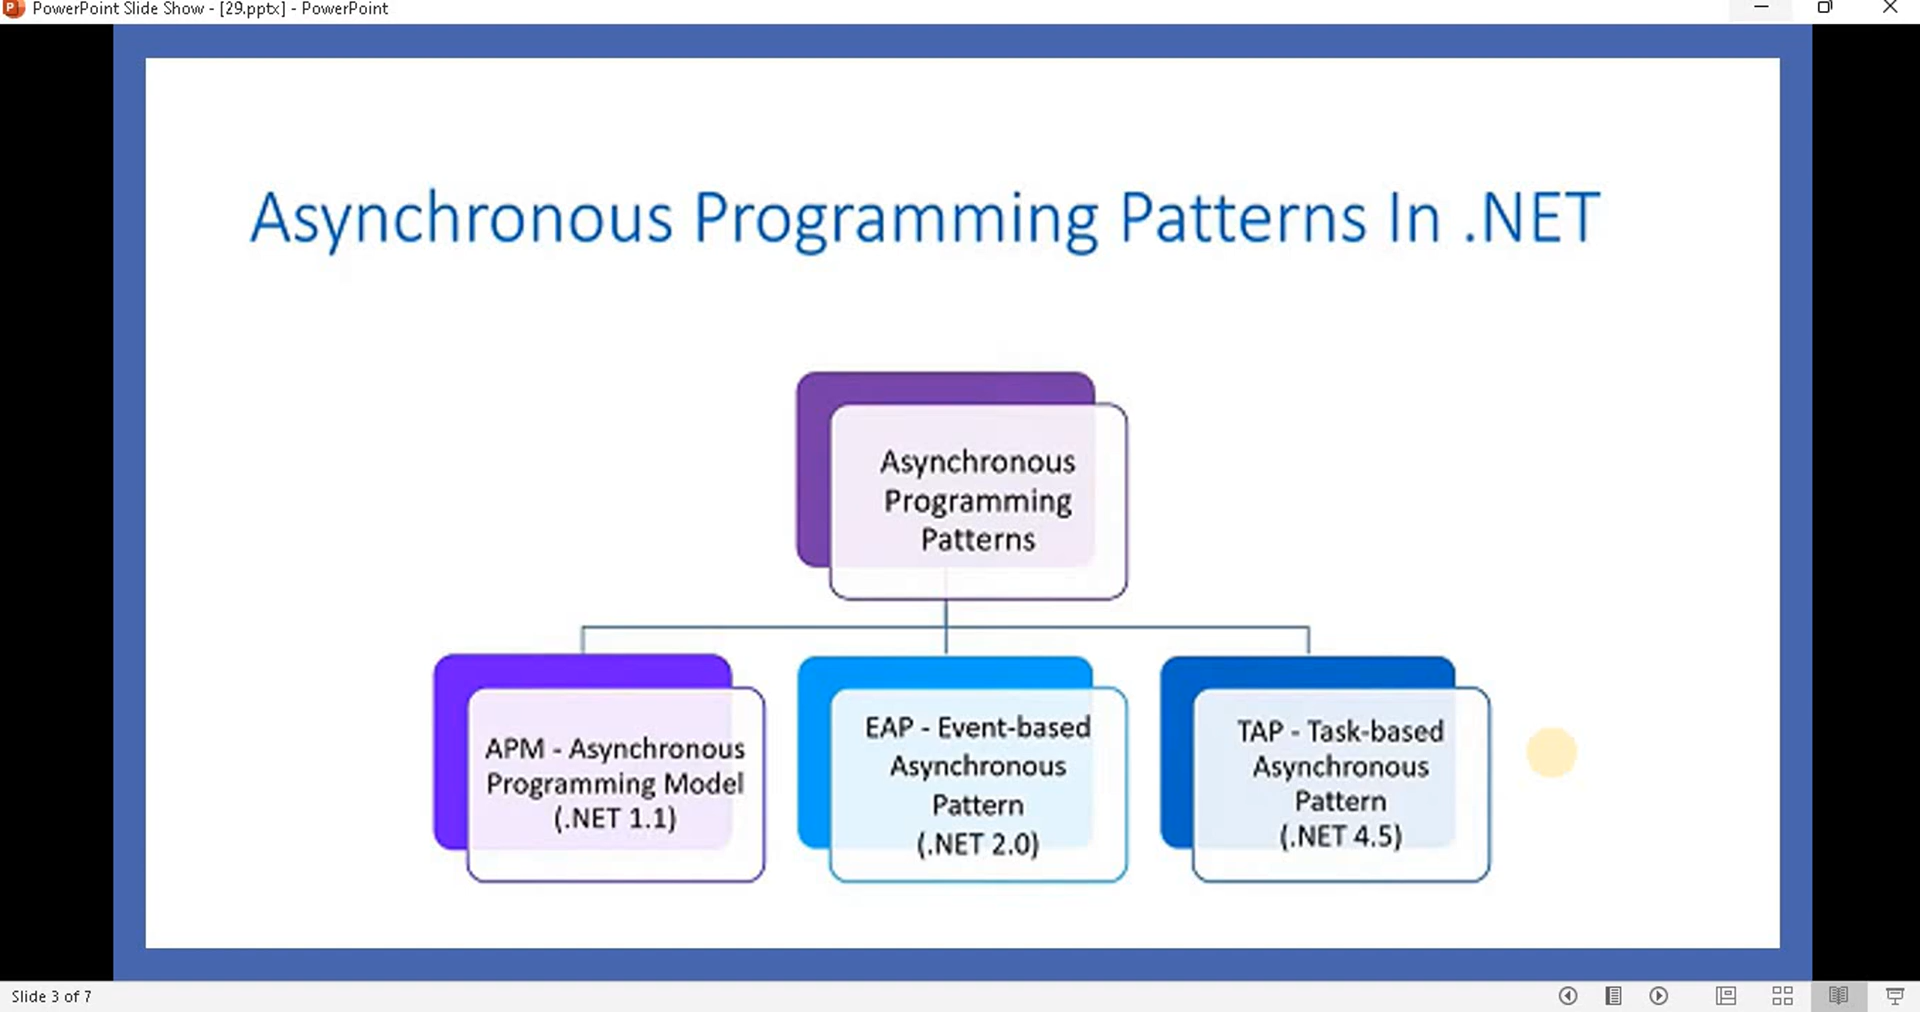 PowerPoint Slide Show - [29.pptx] - PowerPoint
Asynchronous Programming Patterns In .NET
Asynchronous
Programming
Patterns
APM - Asynchronous
Programming Model
(.NET 1.1)
EAP - Event-based
Asynchronous
Pattern
(.NET 2.0)
TAP - Task-based
Asynchronous
Pattern
(.NET 4.5)
Slide 3 of 7